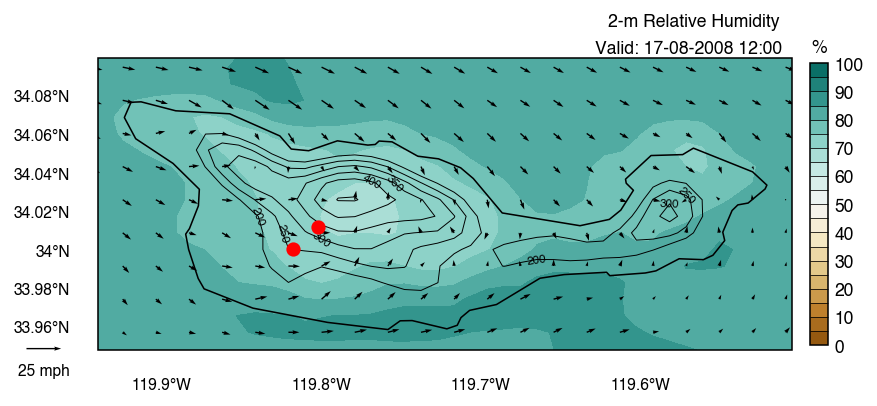 2-m Relative Humidity
Valid: 17-08-2008 12:00
%
100
90
80
70
60
50
40
30
20
10
0
34.08°N
34.06°N
34.04°N
34.02°N
34°N
33.98°N
33.96°N
400
350
200
250
300
250
300
200
25 mph
119.9°W 119.8°W 119.7°W 119.6°W